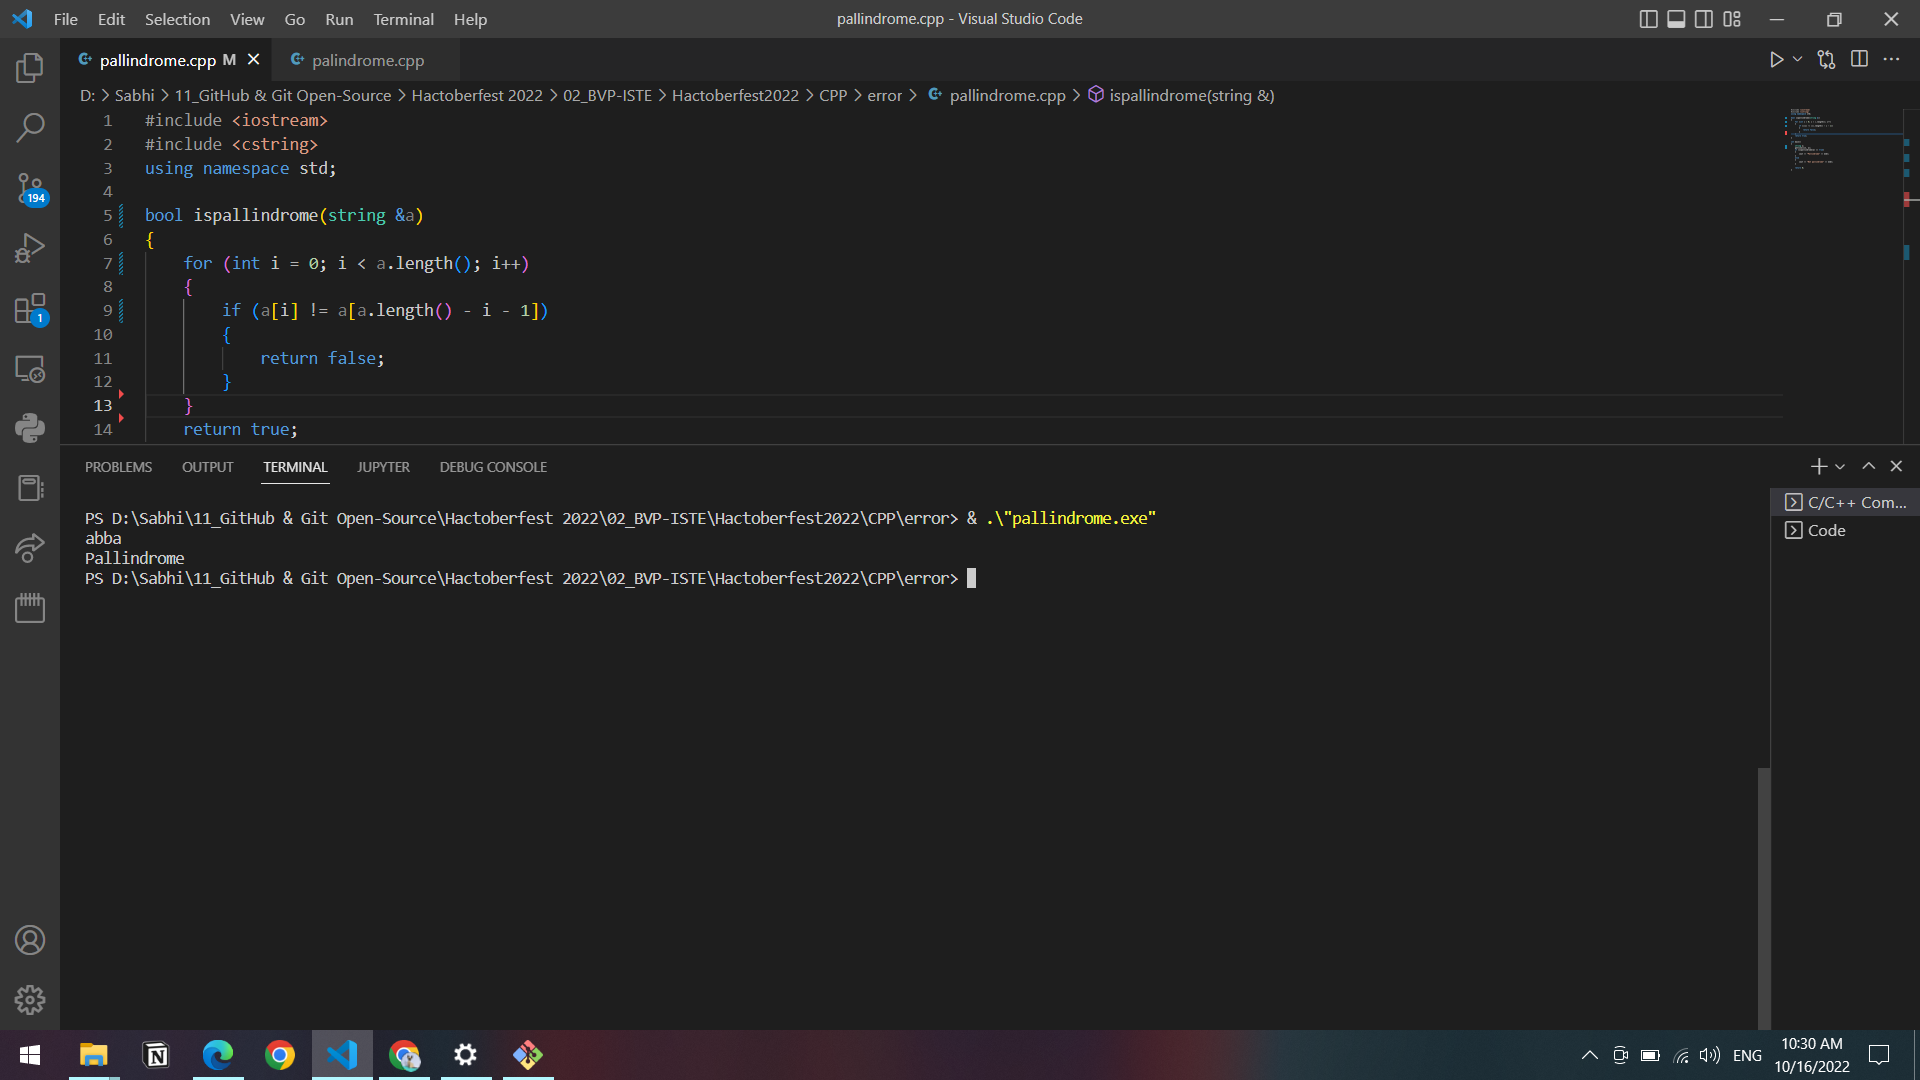 File Edit Selection View Go Run Terminal Help
pallindrome.cpp - Visual Studio Code
pallindrome.cpp M
palindrome.cpp
D: > Sabhi > 11_GitHub & Git Open-Source > Hactoberfest 2022 > 02_BVP-ISTE > Hactoberfest2022 > CPP > error > pallindrome.cpp > ispallindrome(string &)
1 #include <iostream>
2 #include <cstring>
3 using namespace std;
4
5 bool ispallindrome(string &a)
6 {
7 for (int i = 0; i < a.length(); i++)
8 {
9 if (a[i] != a[a.length() - i - 1])
10 {
11 return false;
12 }
13 }
14 return true;
194
1
PROBLEMS OUTPUT TERMINAL JUPYTER DEBUG CONSOLE
PS D:\Sabhi\11_GitHub & Git Open-Source\Hactoberfest 2022\02_BVP-ISTE\Hactoberfest2022\CPP\error> & .\"pallindrome.exe"
abba
Pallindrome
PS D:\Sabhi\11_GitHub & Git Open-Source\Hactoberfest 2022\02_BVP-ISTE\Hactoberfest2022\CPP\error>
C/C++ Com...
Code
ENG
10:30 AM
10/16/2022